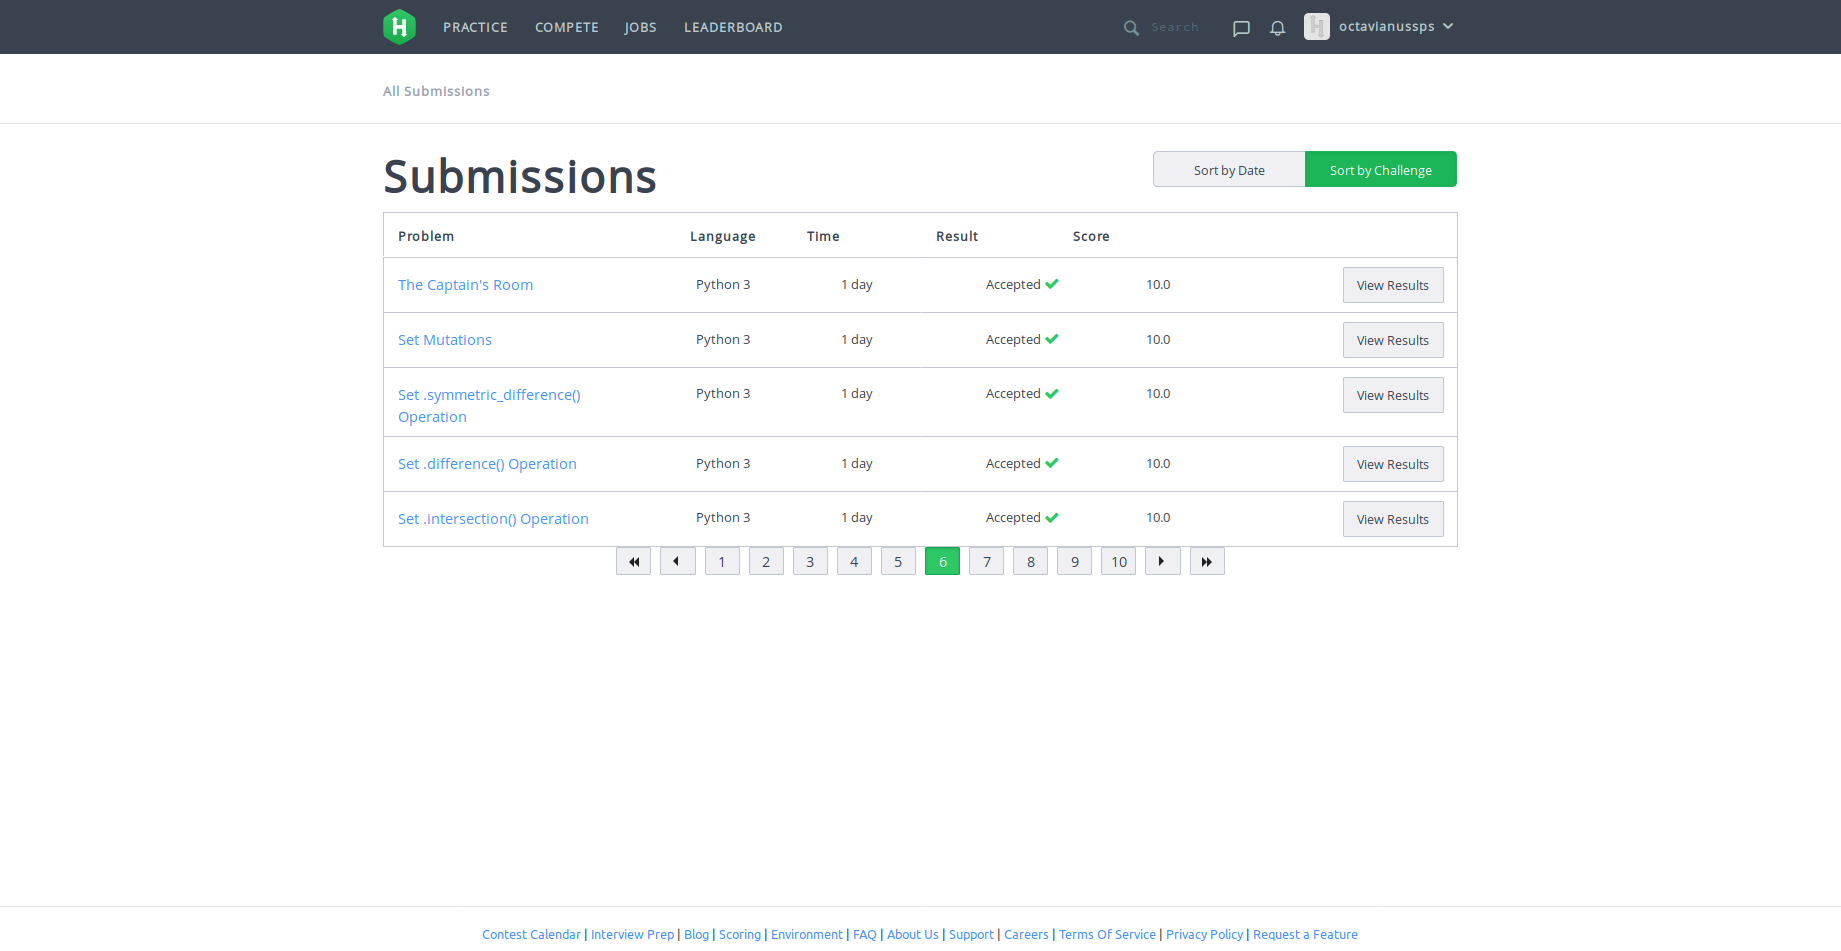 H PRACTICE COMPETE JOBS LEADERBOARD Search octavianussps
All Submissions
Submissions
Sort by Date Sort by Challenge
Problem Language Time Result Score
The Captain's Room Python 3 1 day Accepted 10.0 View Results
Set Mutations Python 3 1 day Accepted 10.0 View Results
Set .symmetric_difference() Python 3 1 day Accepted 10.0 View Results
Operation
Set .difference() Operation Python 3 1 day Accepted 10.0 View Results
Set .intersection() Operation Python 3 1 day Accepted 10.0 View Results
1 2 3 4 5 6 7 8 9 10
Contest Calendar | Interview Prep | Blog | Scoring | Environment | FAQ | About Us | Support | Careers | Terms Of Service | Privacy Policy | Request a Feature